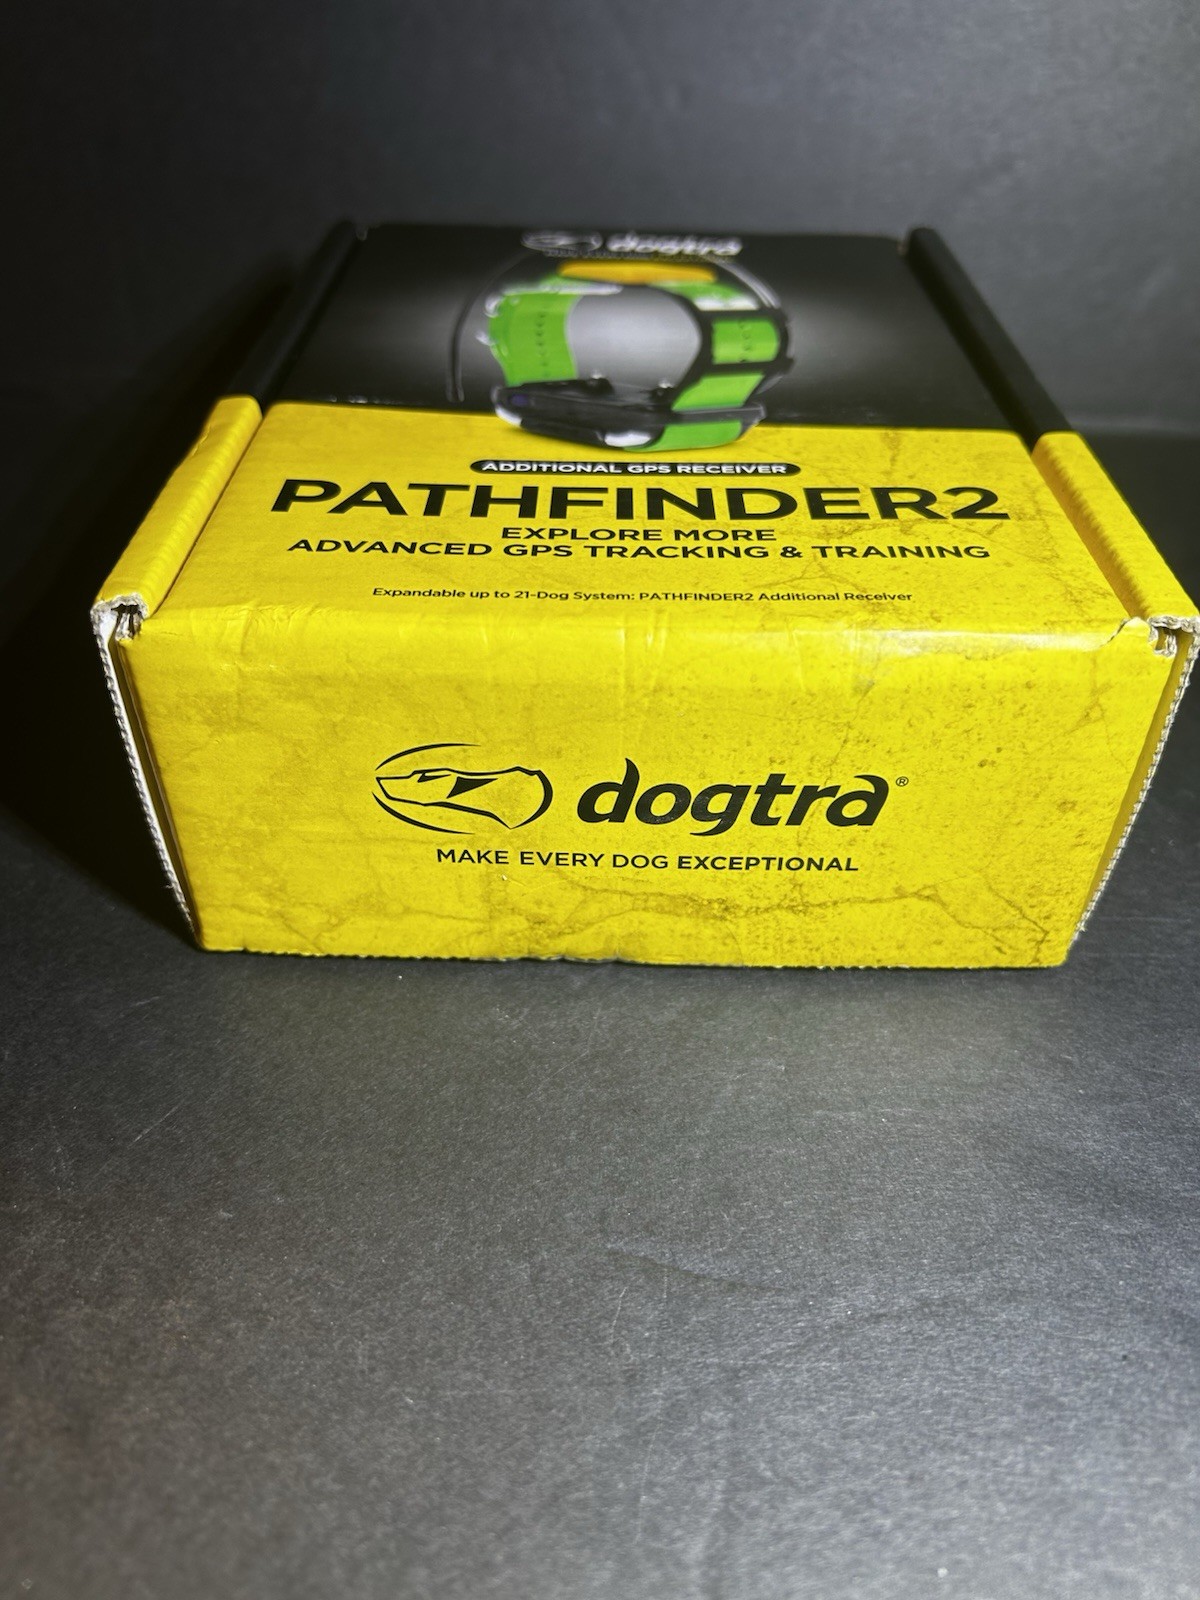 dogtra
ADDITIONAL GPS RECEIVER
PATHFINDER2
EXPLORE MORE
ADVANCED GPS TRACKING & TRAINING
Expandable up to 21-Dog System: PATHFINDER2 Additional Receiver
dogtra®
MAKE EVERY DOG EXCEPTIONAL